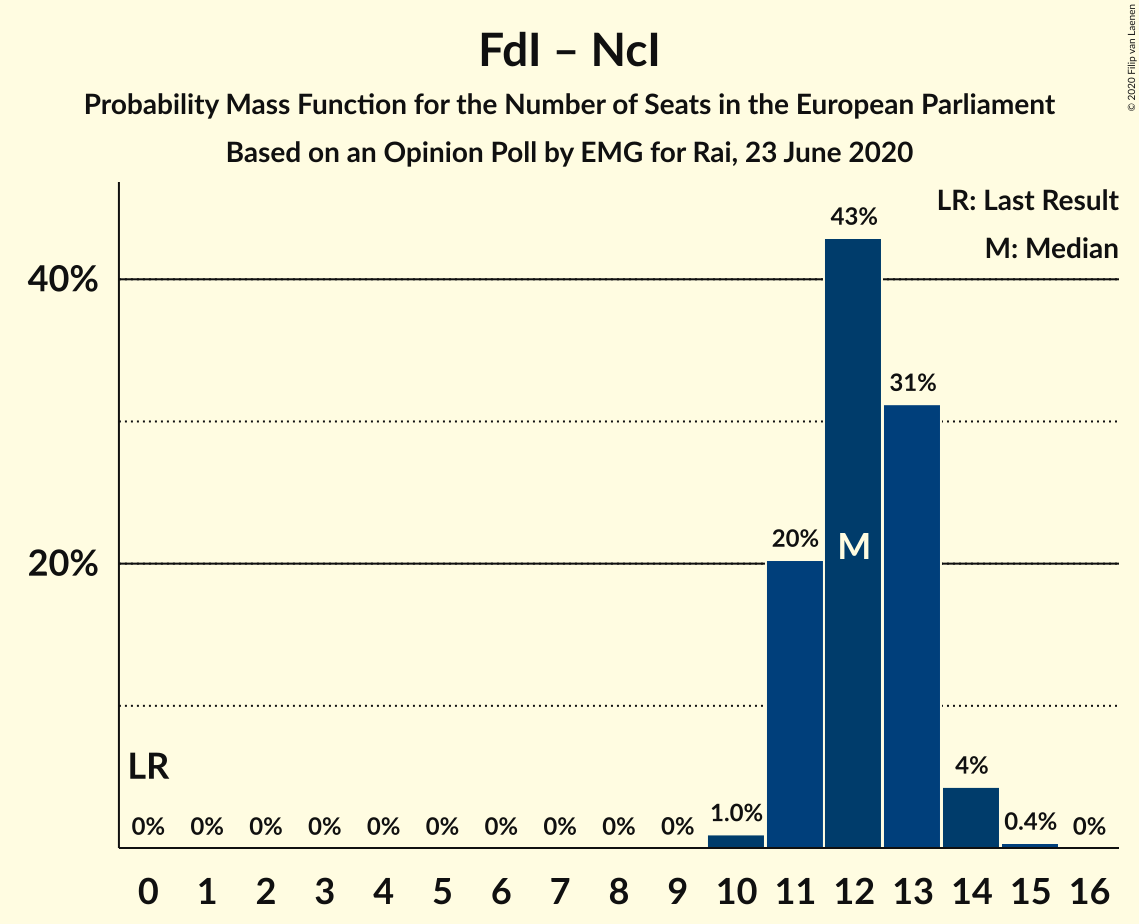 FdI – NcI
Probability Mass Function for the Number of Seats in the European Parliament
Based on an Opinion Poll by EMG for Rai, 23 June 2020
© 2020 Filip van Laenen
LR: Last Result
M: Median
43%
40%
31%
20%
M
20%
LR
4%
1.0%
0.4%
0% 0% 0% 0% 0% 0% 0% 0% 0% 0% 0%
0 1 2 3 4 5 6 7 8 9 10 11 12 13 14 15 16